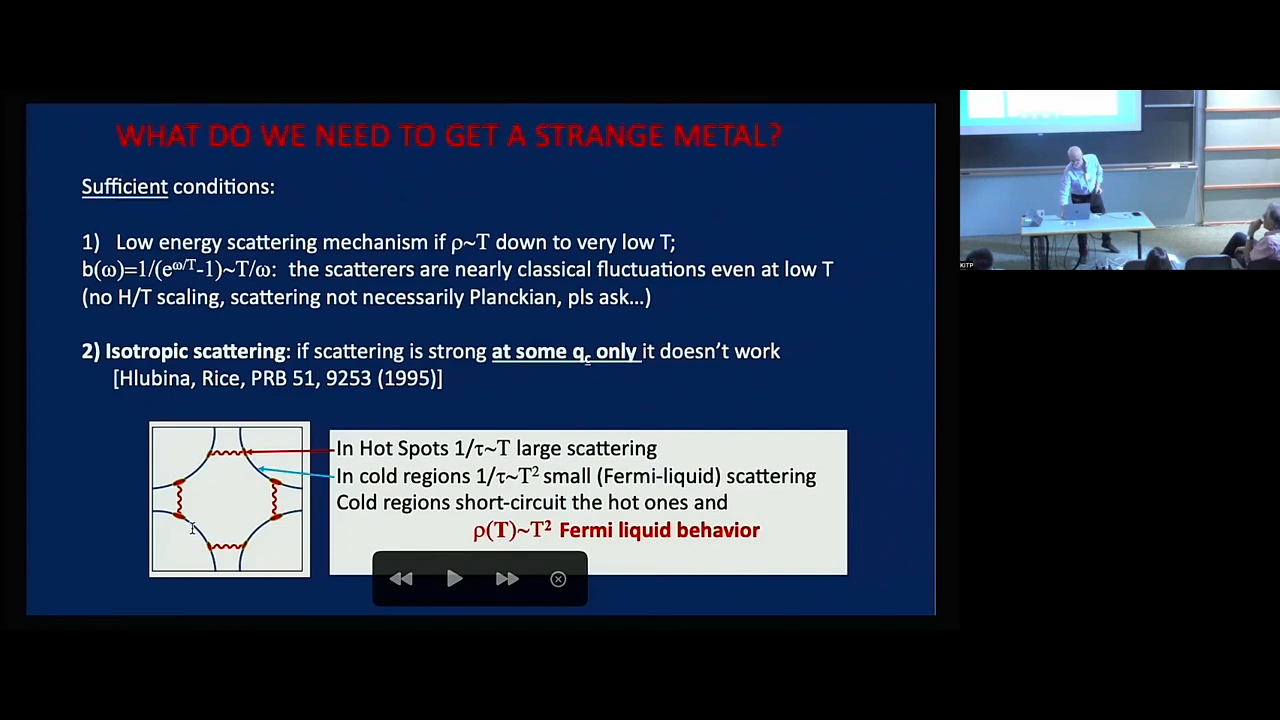 WHAT DO WE NEED TO GET A STRANGE METAL?
Sufficient conditions:
1) Low energy scattering mechanism if ρ~T down to very low T;
b(ω)=1/(e^ω/T-1)~T/ω: the scatterers are nearly classical fluctuations even at low T
(no H/T scaling, scattering not necessarily Planckian, pls ask...)
2) Isotropic scattering: if scattering is strong at some qc only it doesn't work
[Hlubina, Rice, PRB 51, 9253 (1995)]
In Hot Spots 1/τ~T large scattering
In cold regions 1/τ~T² small (Fermi-liquid) scattering
Cold regions short-circuit the hot ones and
ρ(T)~T² Fermi liquid behavior
KITP